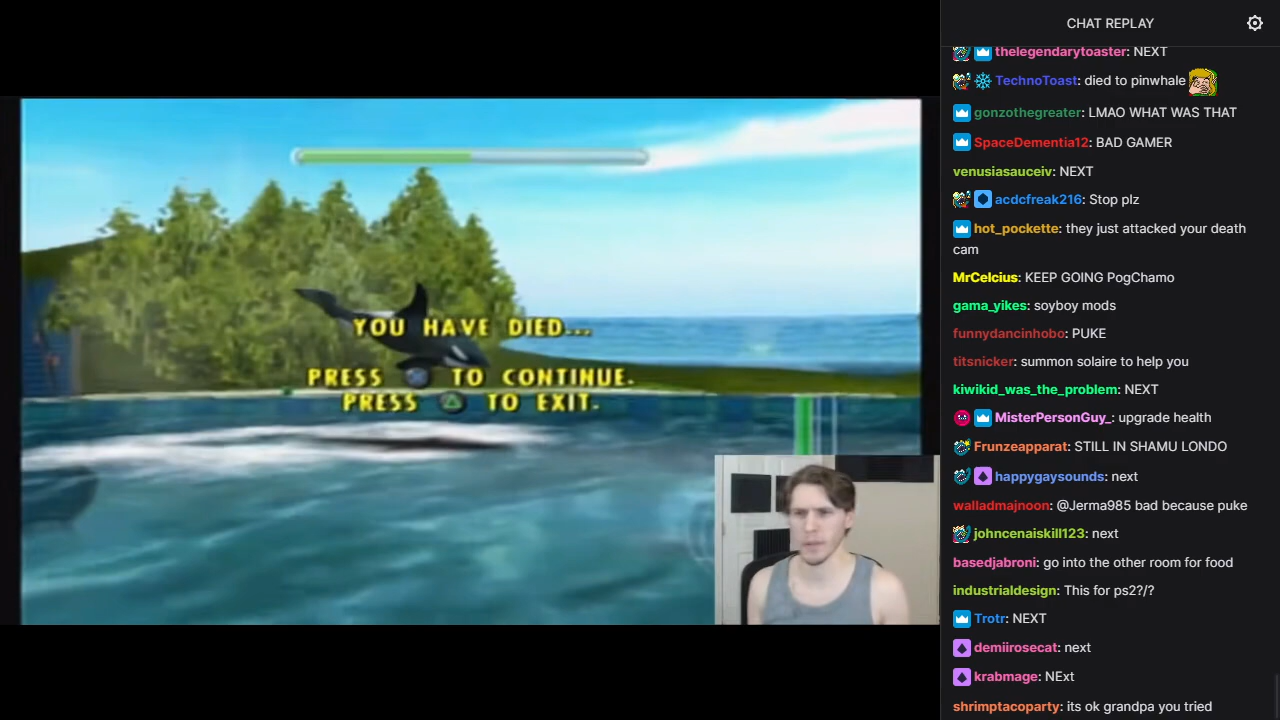 YOU HAVE DIED...
PRESS TO CONTINUE.
PRESS TO EXIT.
CHAT REPLAY
thelegendarytoaster: NEXT
TechnoToast: died to pinwhale
gonzothegreater: LMAO WHAT WAS THAT
SpaceDementia12: BAD GAMER
venusiasauceiv: NEXT
acdcfreak216: Stop plz
hot_pockette: they just attacked your death
cam
MrCelcius: KEEP GOING PogChamo
gama_yikes: soyboy mods
funnydancinhobo: PUKE
titsnicker: summon solaire to help you
kiwikid_was_the_problem: NEXT
MisterPersonGuy_: upgrade health
Frunzeapparat: STILL IN SHAMU LONDO
happygaysounds: next
walladmajnoon: @Jerma985 bad because puke
johncenaiskill123: next
basedjabroni: go into the other room for food
industrialdesign: This for ps2?/?
Trotr: NEXT
demiirosecat: next
krabmage: NExt
shrimptacoparty: its ok grandpa you tried